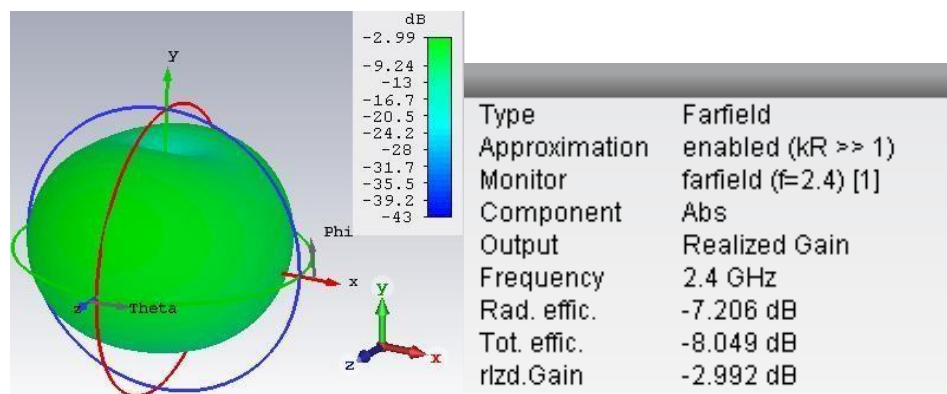 dB
-2.99
-9.24
-13
-16.7
-20.5
-24.2
-28
-31.7
-35.5
-39.2
-43
y
Phi
x
z
Theta
y
z
x
Type Farfield
Approximation enabled (kR >> 1)
Monitor farfield (f=2.4) [1]
Component Abs
Output Realized Gain
Frequency 2.4 GHz
Rad. effic. -7.206 dB
Tot. effic. -8.049 dB
rlzd.Gain -2.992 dB